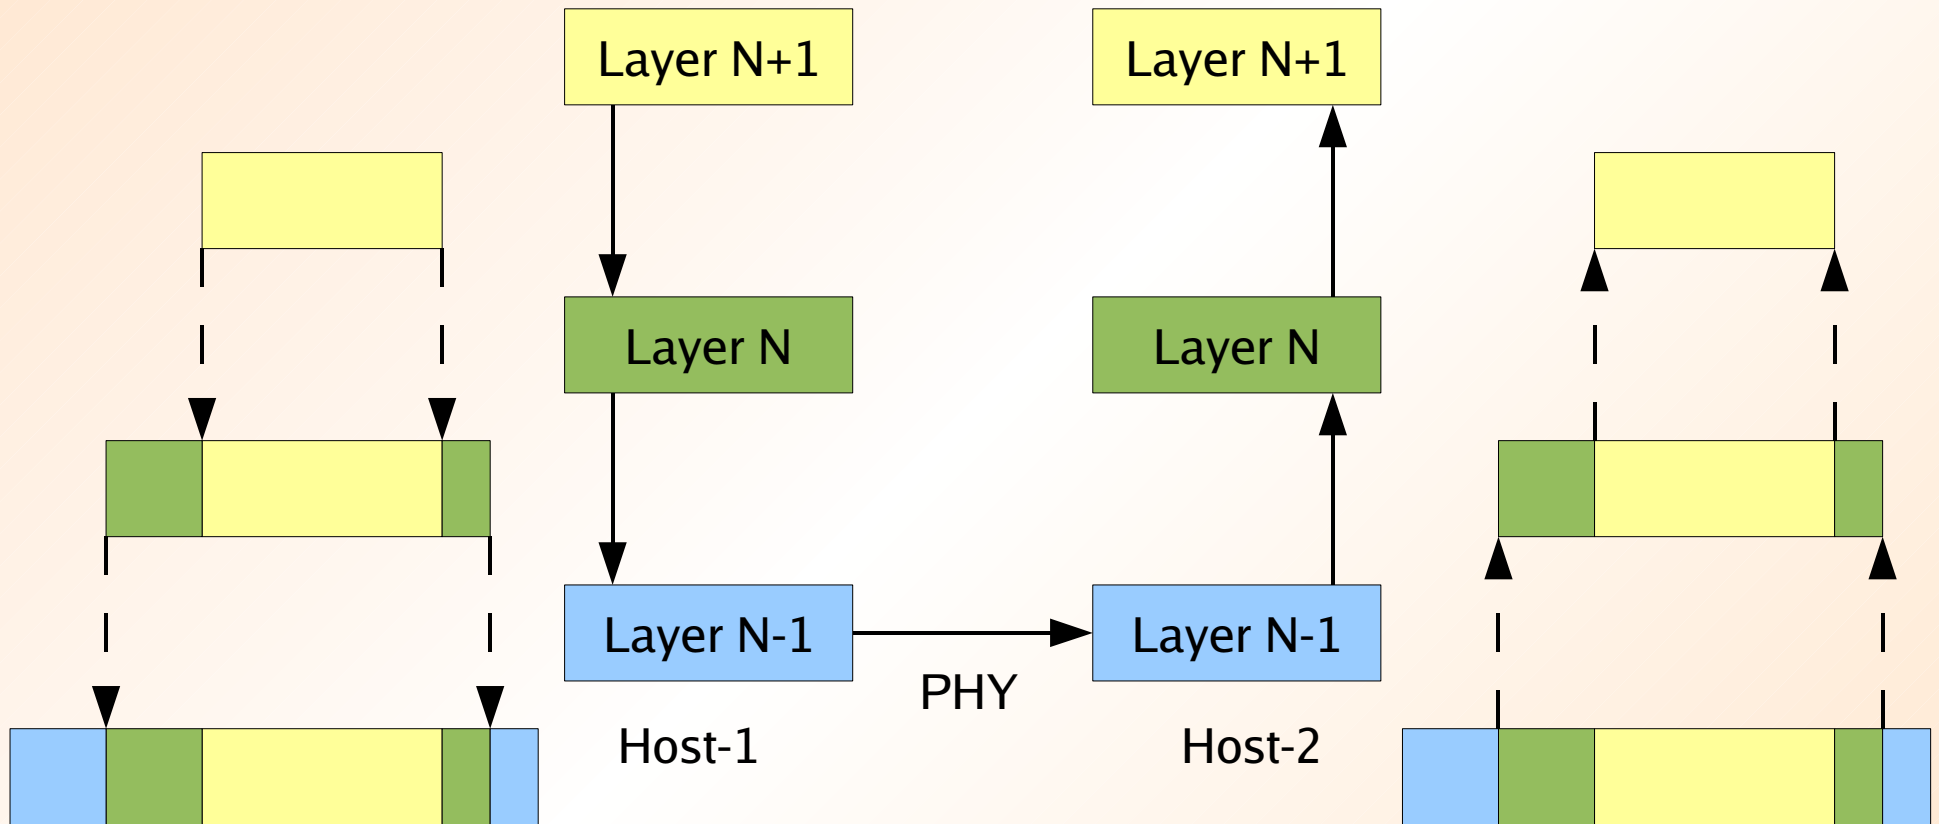 Layer N+1
Layer N+1
Layer N
Layer N
Layer N-1
Layer N-1
PHY
Host-1
Host-2